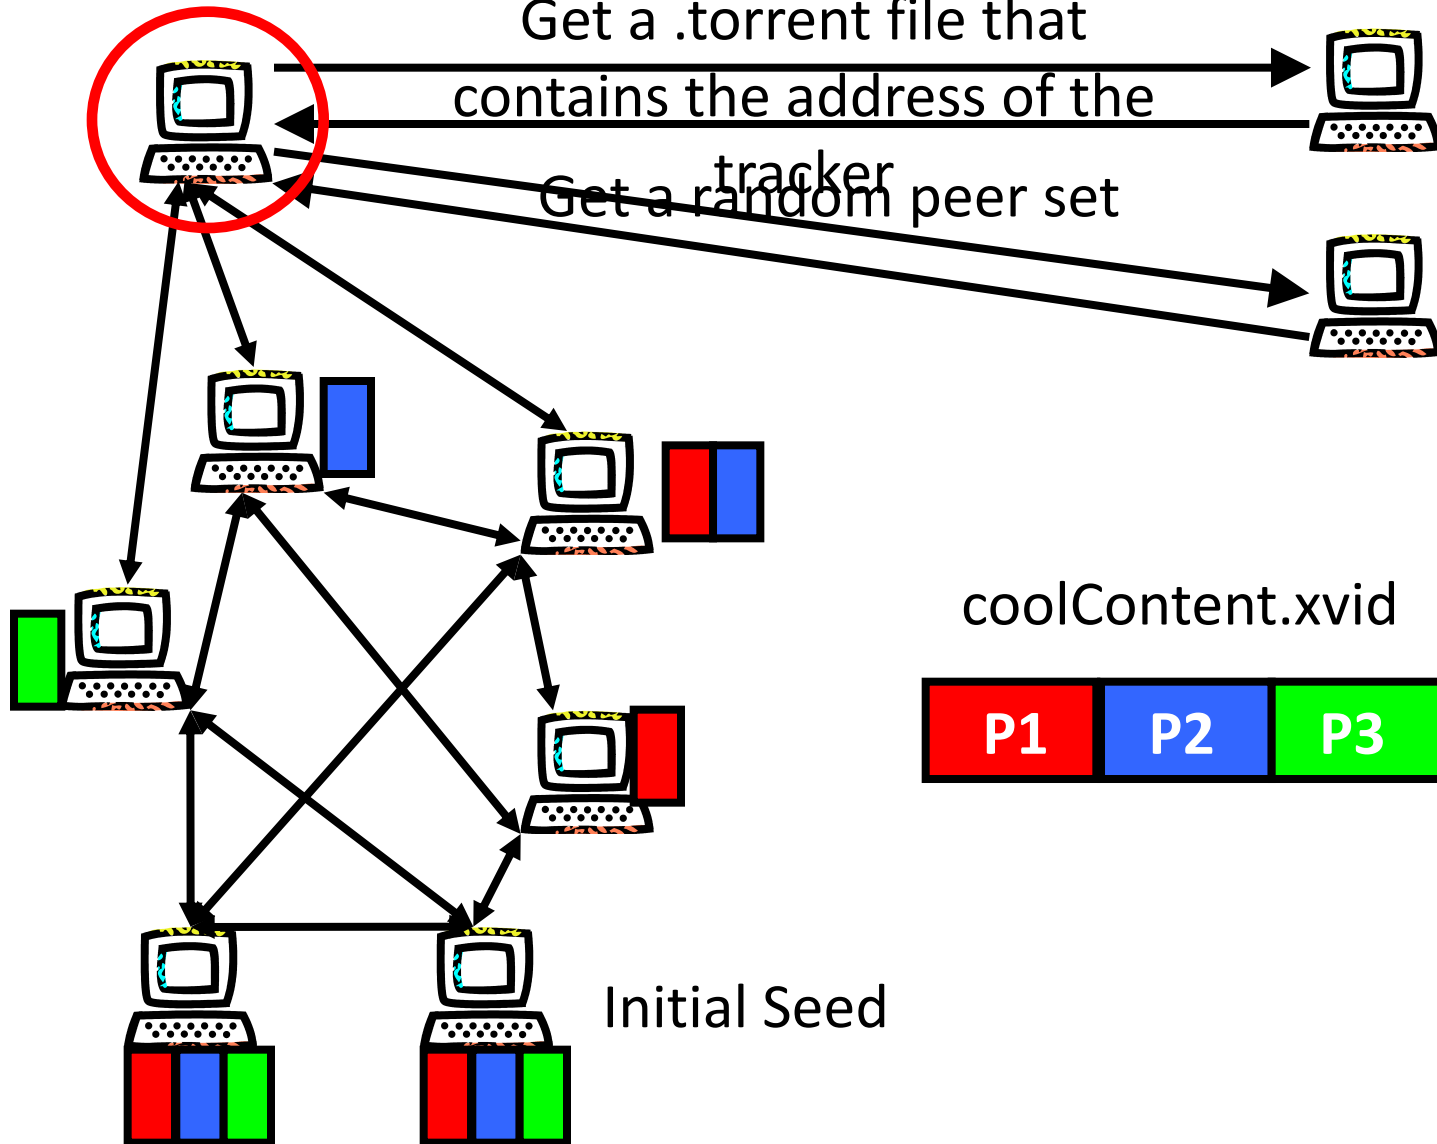 Get a .torrent file that
contains the address of the
tracker
Get a random peer set
coolContent.xvid
P1 P2 P3
Initial Seed